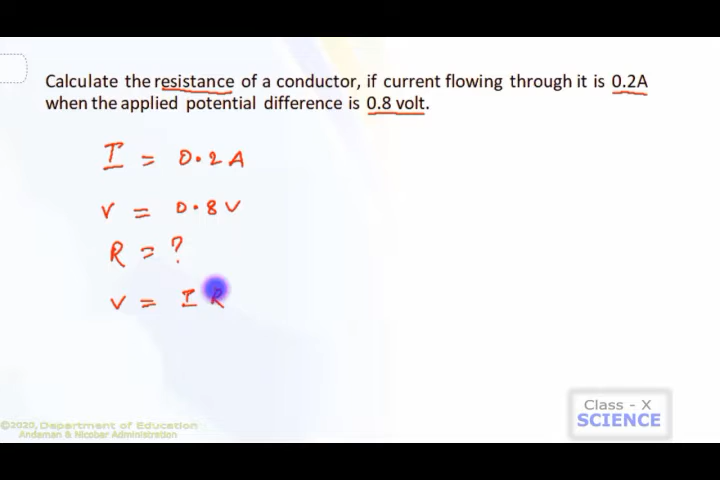 Calculate the resistance of a conductor, if current flowing through it is 0.2A
when the applied potential difference is 0.8 volt.
I = 0.2 A
V = 0.8 V
R = ?
V = I R
Class - X
SCIENCE
©2020, Department of Education
Andaman & Nicobar Administration